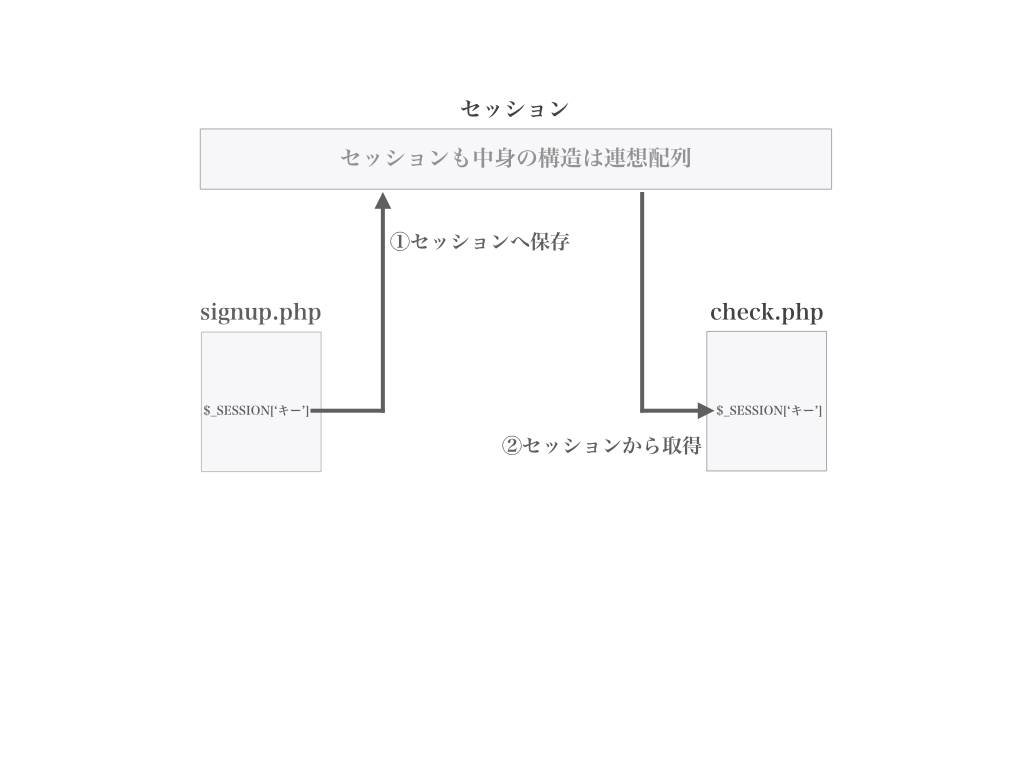 セッション
セッションも中身の構造は連想配列
①セッションへ保存
signup.php
check.php
$_SESSION[‘キー’]
$_SESSION[‘キー’]
②セッションから取得